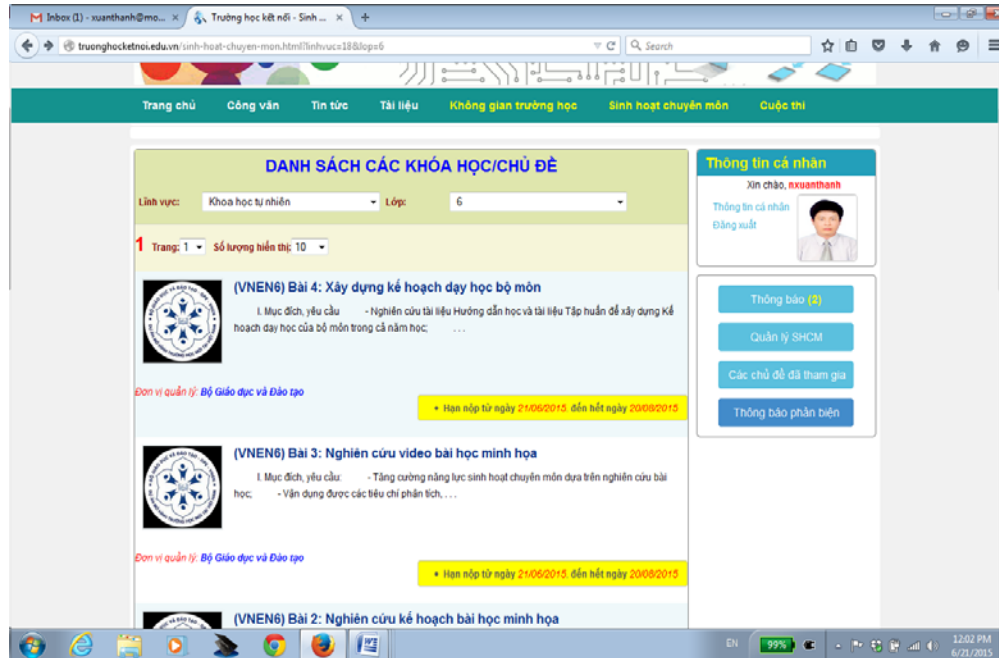 Inbox (1) - xuanthanh@mo... ×
Trường học kết nối - Sinh ... ×
+
truonghocketnoi.edu.vn/sinh-hoat-chuyen-mon.html?linhvuc=18&lop=6
Search
Trang chủ Công văn Tin tức Tài liệu Không gian trường học Sinh hoạt chuyên môn Cuộc thi
DANH SÁCH CÁC KHÓA HỌC/CHỦ ĐỀ
Lĩnh vực: Khoa học tự nhiên Lớp: 6
1 Trang: 1 Số lượng hiển thị: 10
(VNEN6) Bài 4: Xây dựng kế hoạch dạy học bộ môn
I. Mục đích, yêu cầu - Nghiên cứu tài liệu Hướng dẫn học và tài liệu Tập huấn để xây dựng Kế
hoạch dạy học của bộ môn trong cả năm học; . . .
Đơn vị quản lý: Bộ Giáo dục và Đào tạo
• Hạn nộp từ ngày 21/06/2015. đến hết ngày 20/08/2015
(VNEN6) Bài 3: Nghiên cứu video bài học minh họa
I. Mục đích, yêu cầu: - Tăng cường năng lực sinh hoạt chuyên môn dựa trên nghiên cứu bài
học; - Vận dụng được các tiêu chí phân tích, . . .
Đơn vị quản lý: Bộ Giáo dục và Đào tạo
• Hạn nộp từ ngày 21/06/2015. đến hết ngày 20/08/2015
(VNEN6) Bài 2: Nghiên cứu kế hoạch bài học minh họa
Thông tin cá nhân
Xin chào, nxuanthanh
Thông tin cá nhân
Đăng xuất
Thông báo (2)
Quản lý SHCM
Các chủ đề đã tham gia
Thông báo phản biện
EN 99% 12:02 PM
6/21/2015